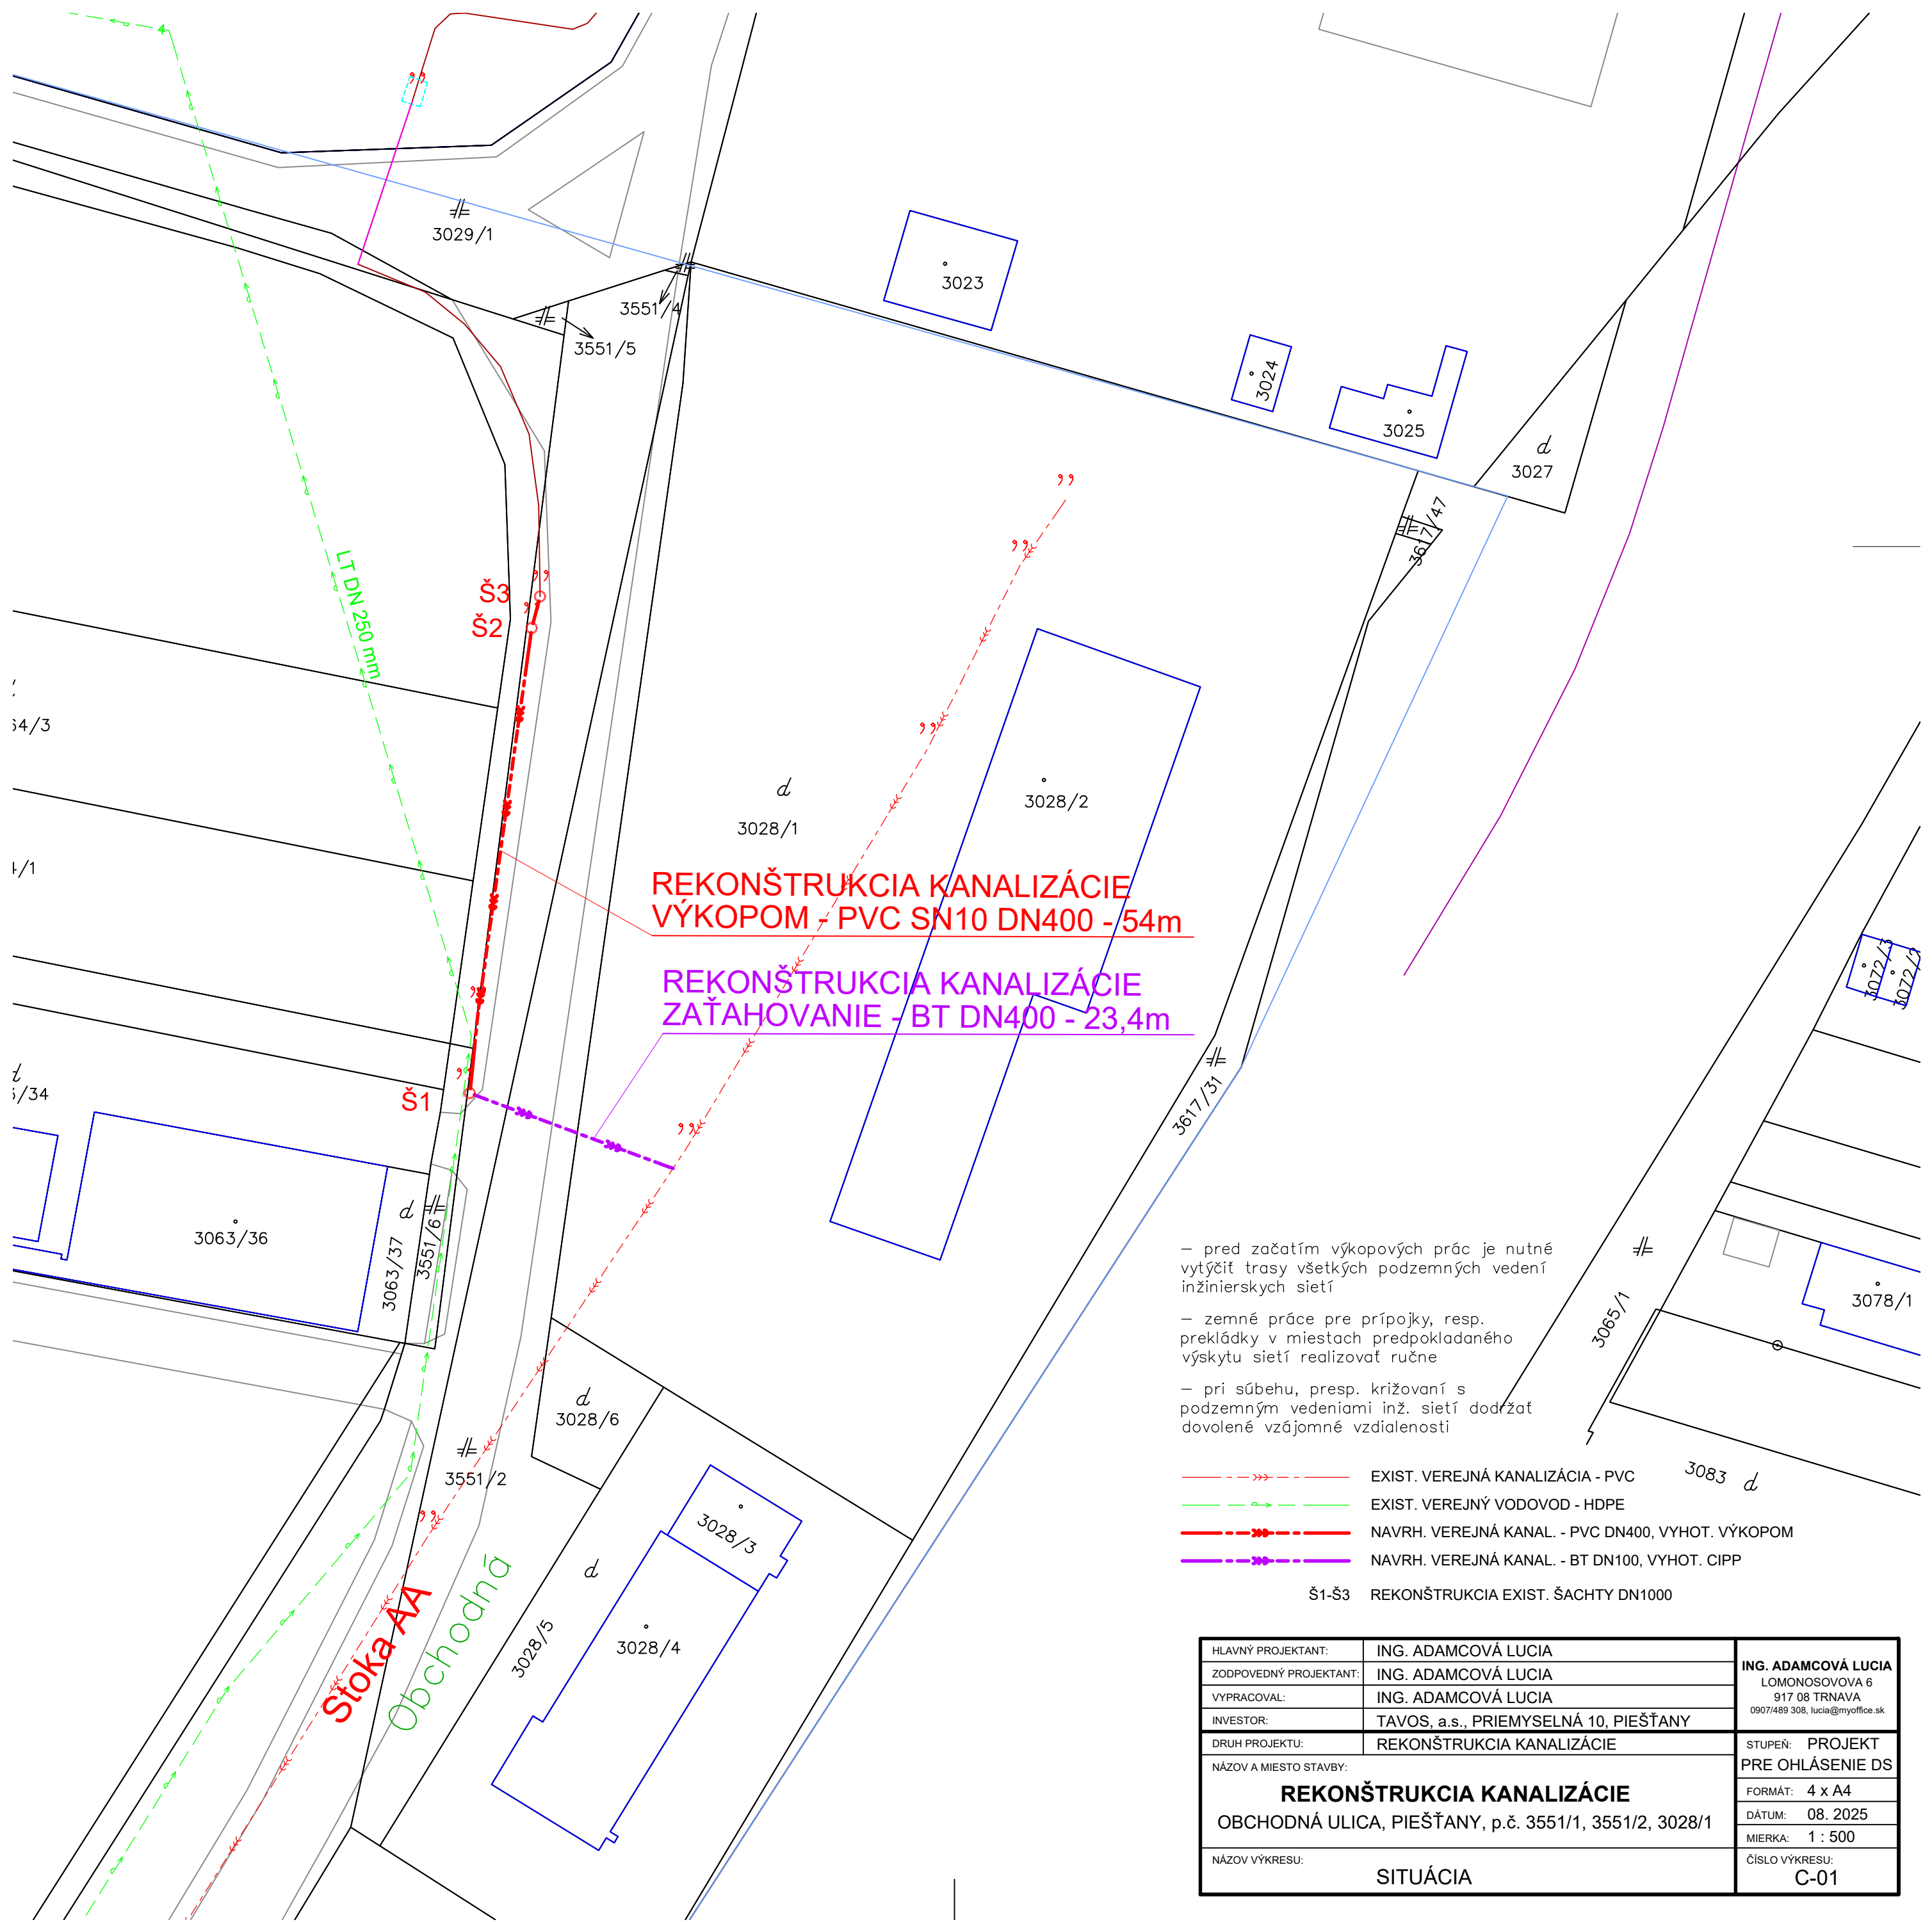 3029/1
3551/4
3551/5
3023
3024
3025
d
3027
3617/47
LT DN 250 mm
Š3
Š2
64/3
d
3028/1
3028/2
/1
REKONŠTRUKCIA KANALIZÁCIE
VÝKOPOM - PVC SN10 DN400 - 54m
REKONŠTRUKCIA KANALIZÁCIE
ZAŤAHOVANIE - BT DN400 - 23,4m
3072/3
3072/2
d
/34
Š1
3617/31
3063/36
d
3063/37
3551/6
3065/1
3078/1
– pred začatím výkopových prác je nutné
vytýčiť trasy všetkých podzemných vedení
inžinierskych sietí
– zemné práce pre prípojky, resp.
prekládky v miestach predpokladaného
výskytu sietí realizovať ručne
– pri súbehu, presp. križovaní s
podzemným vedeniami inž. sietí dodržať
dovolené vzájomné vzdialenosti
d
3028/6
3551/2
3083 d
3028/3
d
3028/5
3028/4
Stoka AA
Obchodná
EXIST. VEREJNÁ KANALIZÁCIA - PVC
EXIST. VEREJNÝ VODOVOD - HDPE
NAVRH. VEREJNÁ KANAL. - PVC DN400, VYHOT. VÝKOPOM
NAVRH. VEREJNÁ KANAL. - BT DN100, VYHOT. CIPP
Š1-Š3 REKONŠTRUKCIA EXIST. ŠACHTY DN1000
HLAVNÝ PROJEKTANT: ING. ADAMCOVÁ LUCIA
ZODPOVEDNÝ PROJEKTANT: ING. ADAMCOVÁ LUCIA
VYPRACOVAL: ING. ADAMCOVÁ LUCIA
INVESTOR: TAVOS, a.s., PRIEMYSELNÁ 10, PIEŠŤANY
DRUH PROJEKTU: REKONŠTRUKCIA KANALIZÁCIE
NÁZOV A MIESTO STAVBY:
REKONŠTRUKCIA KANALIZÁCIE
OBCHODNÁ ULICA, PIEŠŤANY, p.č. 3551/1, 3551/2, 3028/1
NÁZOV VÝKRESU:
SITUÁCIA
ING. ADAMCOVÁ LUCIA
LOMONOSOVOVA 6
917 08 TRNAVA
0907/489 308, lucia@myoffice.sk
STUPEŇ: PROJEKT
PRE OHLÁSENIE DS
FORMÁT: 4 x A4
DÁTUM: 08. 2025
MIERKA: 1 : 500
ČÍSLO VÝKRESU:
C-01